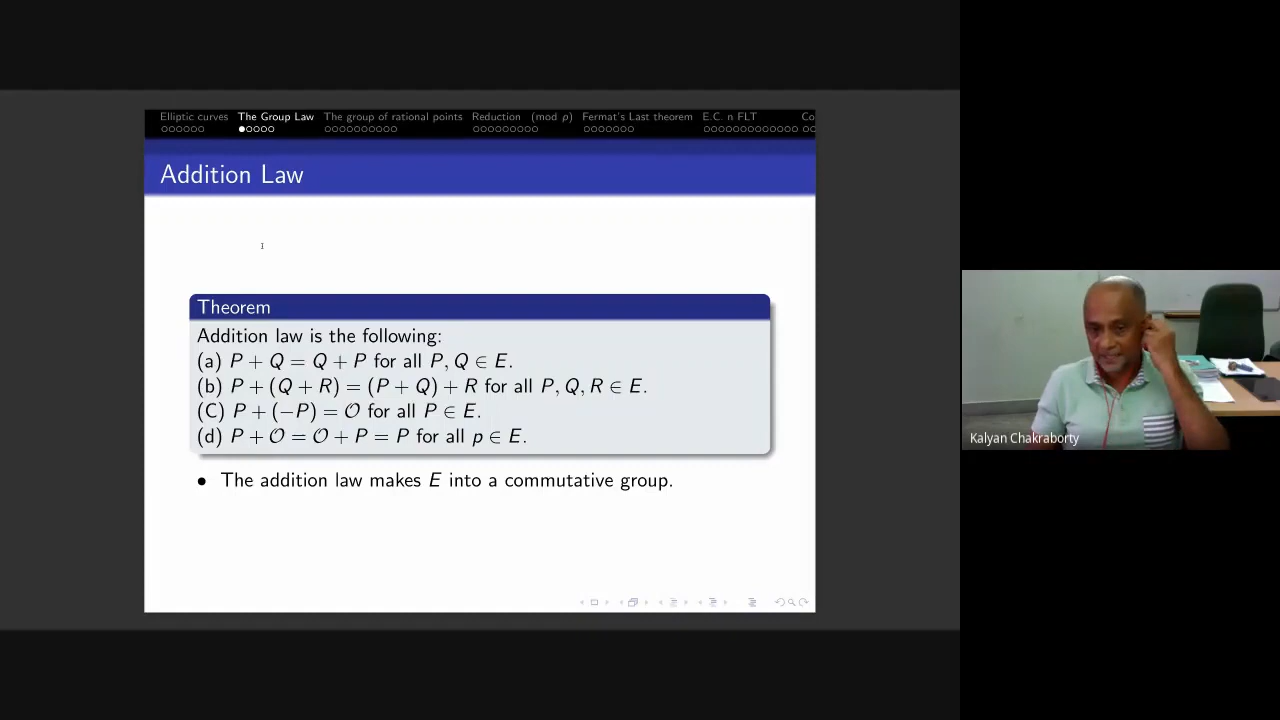 Elliptic curves The Group Law The group of rational points Reduction (mod p) Fermat's Last theorem E.C. n FLT Co
Addition Law
Theorem
Addition law is the following:
(a) P + Q = Q + P for all P, Q ∈ E.
(b) P + (Q + R) = (P + Q) + R for all P, Q, R ∈ E.
(C) P + (−P) = 𝒪 for all P ∈ E.
(d) P + 𝒪 = 𝒪 + P = P for all p ∈ E.
• The addition law makes E into a commutative group.
Kalyan Chakraborty